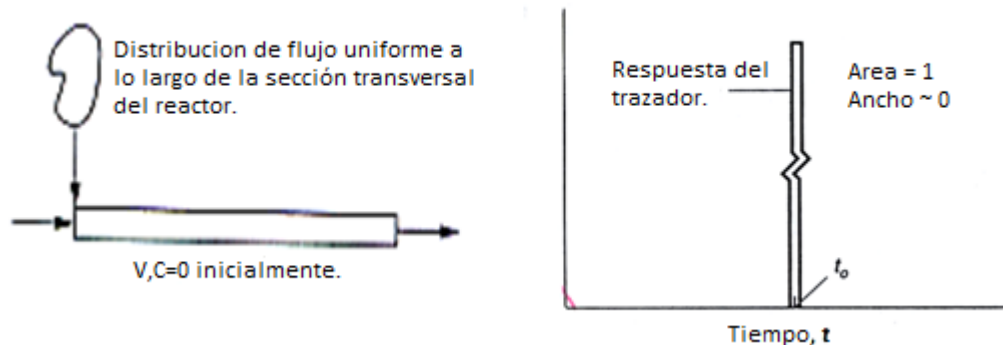 Distribucion de flujo uniforme a
lo largo de la sección transversal
del reactor.
V,C=0 inicialmente.
Respuesta del
trazador.
Area = 1
Ancho ~ 0
t₀
Tiempo, t